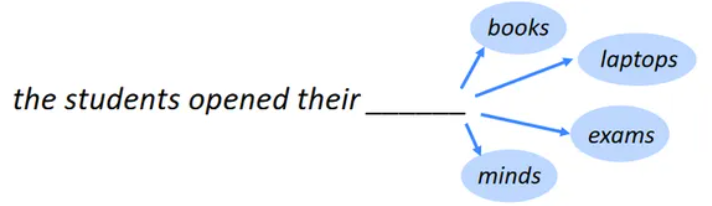 books
laptops
the students opened their ______
exams
minds